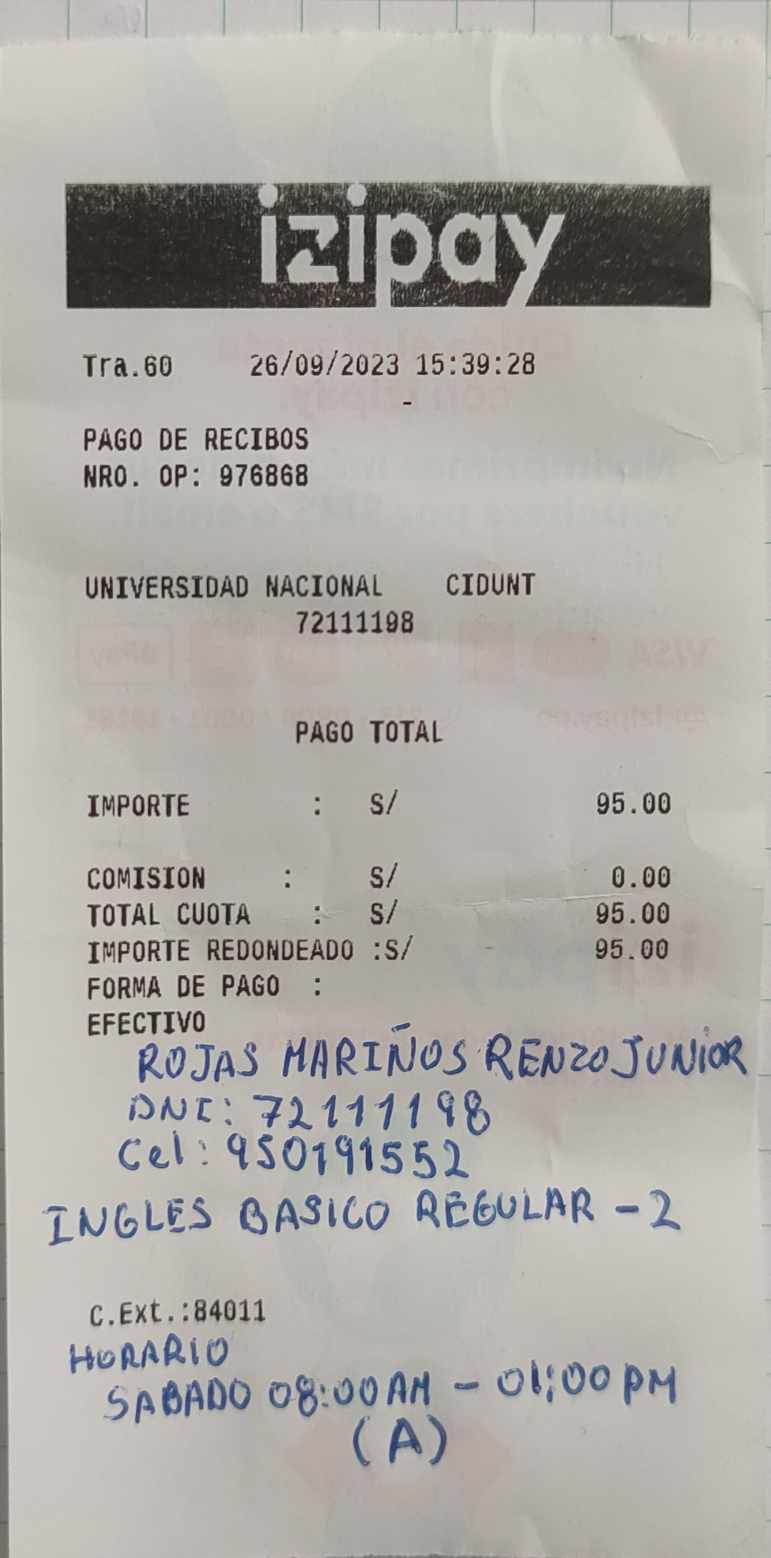 izipay
Tra.60 26/09/2023 15:39:28
-
PAGO DE RECIBOS
NRO. OP: 976868
UNIVERSIDAD NACIONAL CIDUNT
72111198
PAGO TOTAL
IMPORTE : S/ 95.00
COMISION : S/ 0.00
TOTAL CUOTA : S/ 95.00
IMPORTE REDONDEADO :S/ 95.00
FORMA DE PAGO :
EFECTIVO
ROJAS MARIÑOS RENZO JUNIOR
DNI: 72111198
Cel: 950191552
INGLES BASICO REGULAR - 2
C.Ext.:84011
HORARIO
SABADO 08:00 AM - 01:00 PM
(A)